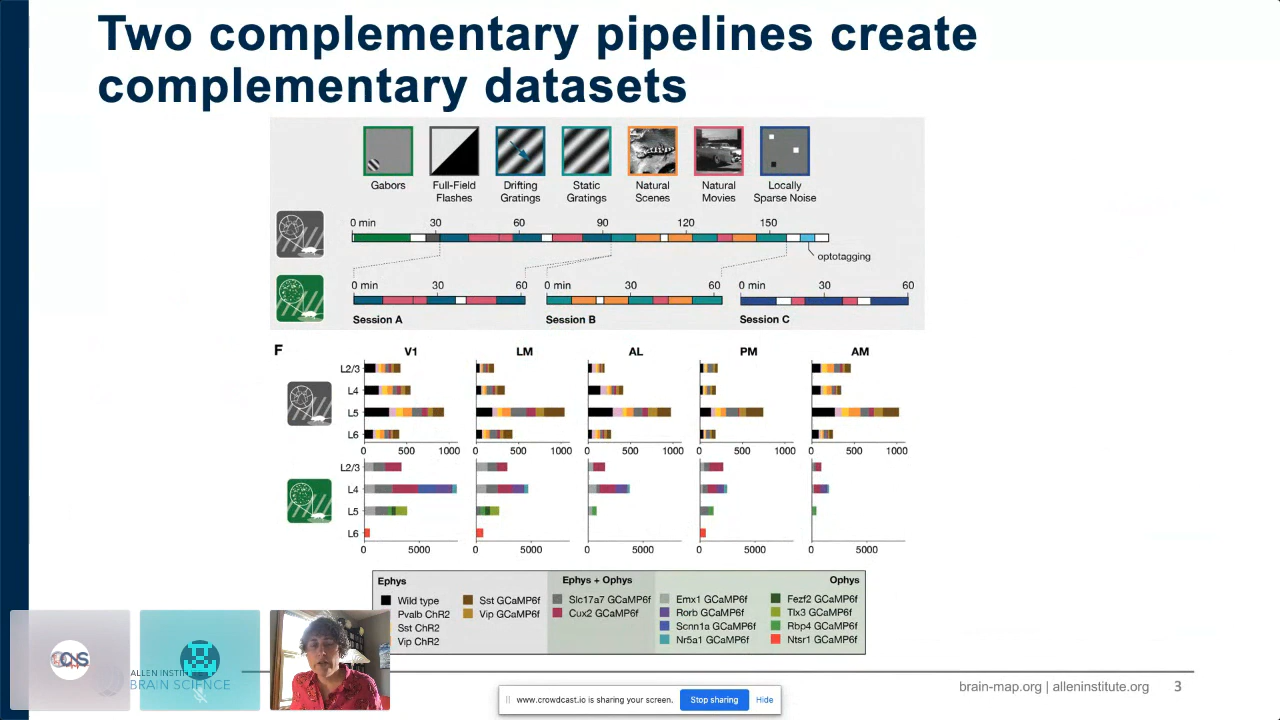 Two complementary pipelines create
complementary datasets
Gabors
Full-Field
Flashes
Drifting
Gratings
Static
Gratings
Natural
Scenes
Natural
Movies
Locally
Sparse Noise
0 min 30 60 90 120 150
optotagging
0 min 30 60 0 min 30 60 0 min 30 60
Session A Session B Session C
F
V1 LM AL PM AM
L2/3
L4
L5
L6
0 500 1000 0 500 1000 0 500 1000 0 500 1000 0 500 1000
L2/3
L4
L5
L6
0 5000 0 5000 0 5000 0 5000 0 5000
Ephys
Wild type
Pvalb ChR2
Sst ChR2
Vip ChR2
Sst GCaMP6f
Vip GCaMP6f
Ephys + Ophys
Slc17a7 GCaMP6f
Cux2 GCaMP6f
Ophys
Emx1 GCaMP6f
Rorb GCaMP6f
Scnn1a GCaMP6f
Nr5a1 GCaMP6f
Fezf2 GCaMP6f
Tlx3 GCaMP6f
Rbp4 GCaMP6f
Ntsr1 GCaMP6f
ALLEN INSTI
BRAIN SCIENCE
www.crowdcast.io is sharing your screen. Stop sharing Hide
brain-map.org | alleninstitute.org 3